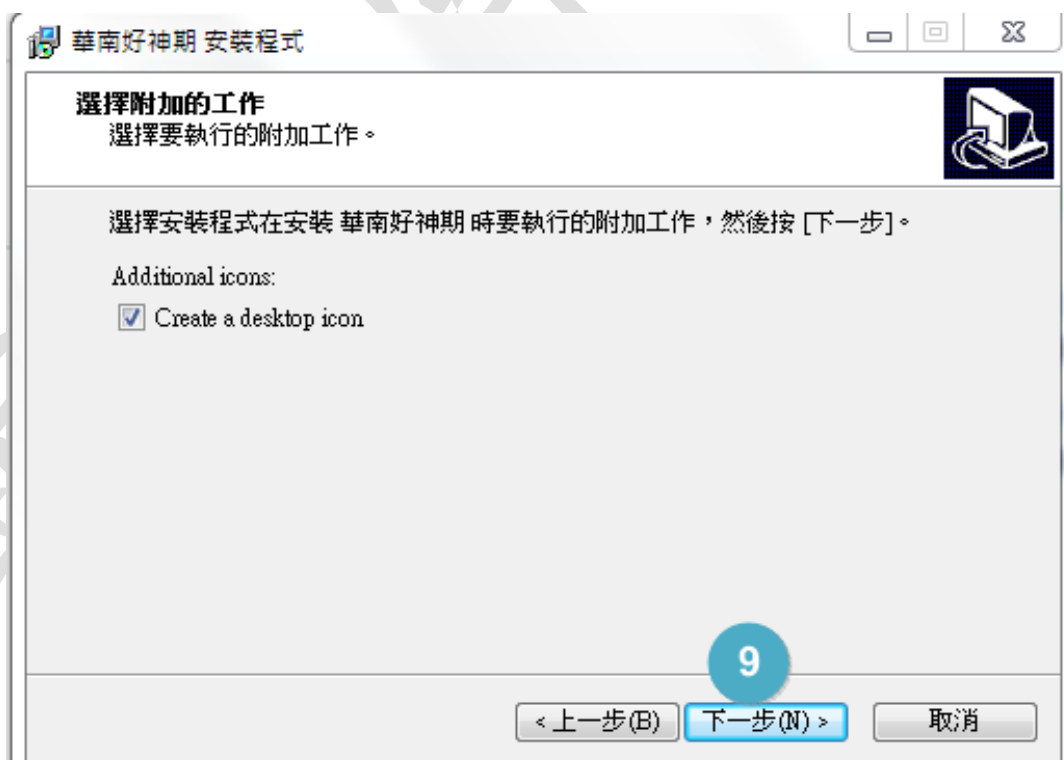 華南好神期 安裝程式
選擇附加的工作
選擇要執行的附加工作。
選擇安裝程式在安裝 華南好神期 時要執行的附加工作，然後按 [下一步]。
Additional icons:
Create a desktop icon
9
< 上一步(B)
下一步(N) >
取消